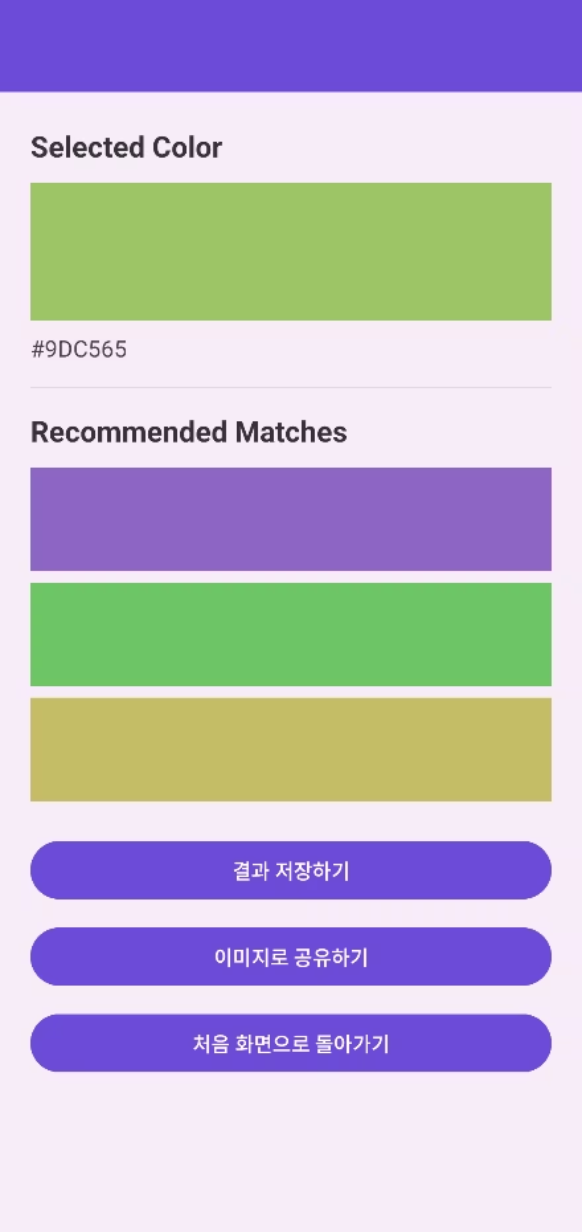 Selected Color
#9DC565
Recommended Matches
결과 저장하기
이미지로 공유하기
처음 화면으로 돌아가기